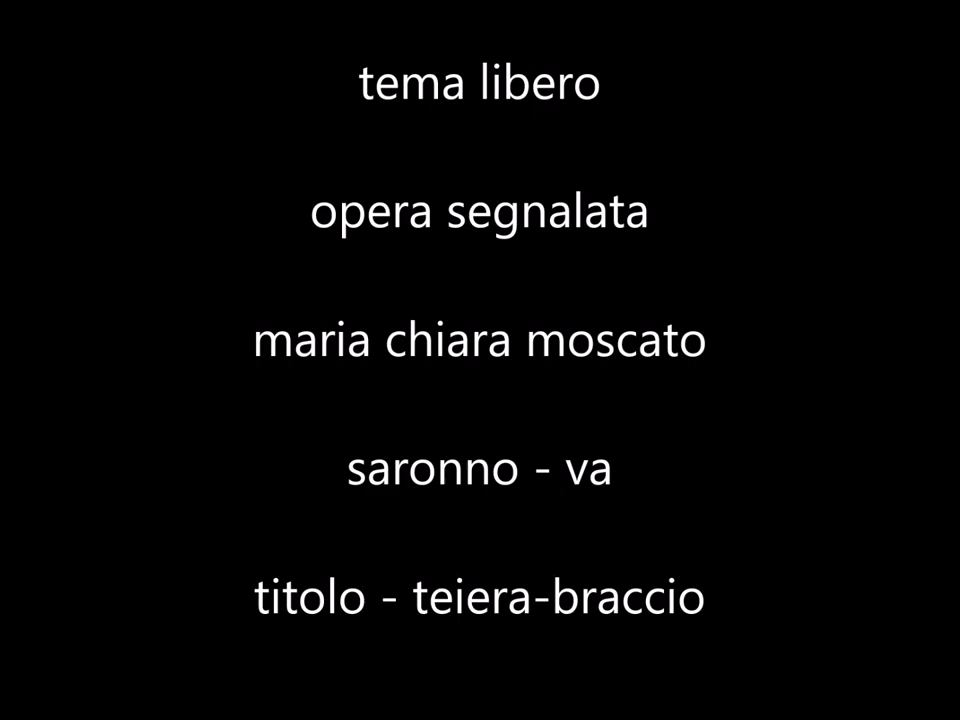 tema libero
opera segnalata
maria chiara moscato
saronno - va
titolo - teiera-braccio